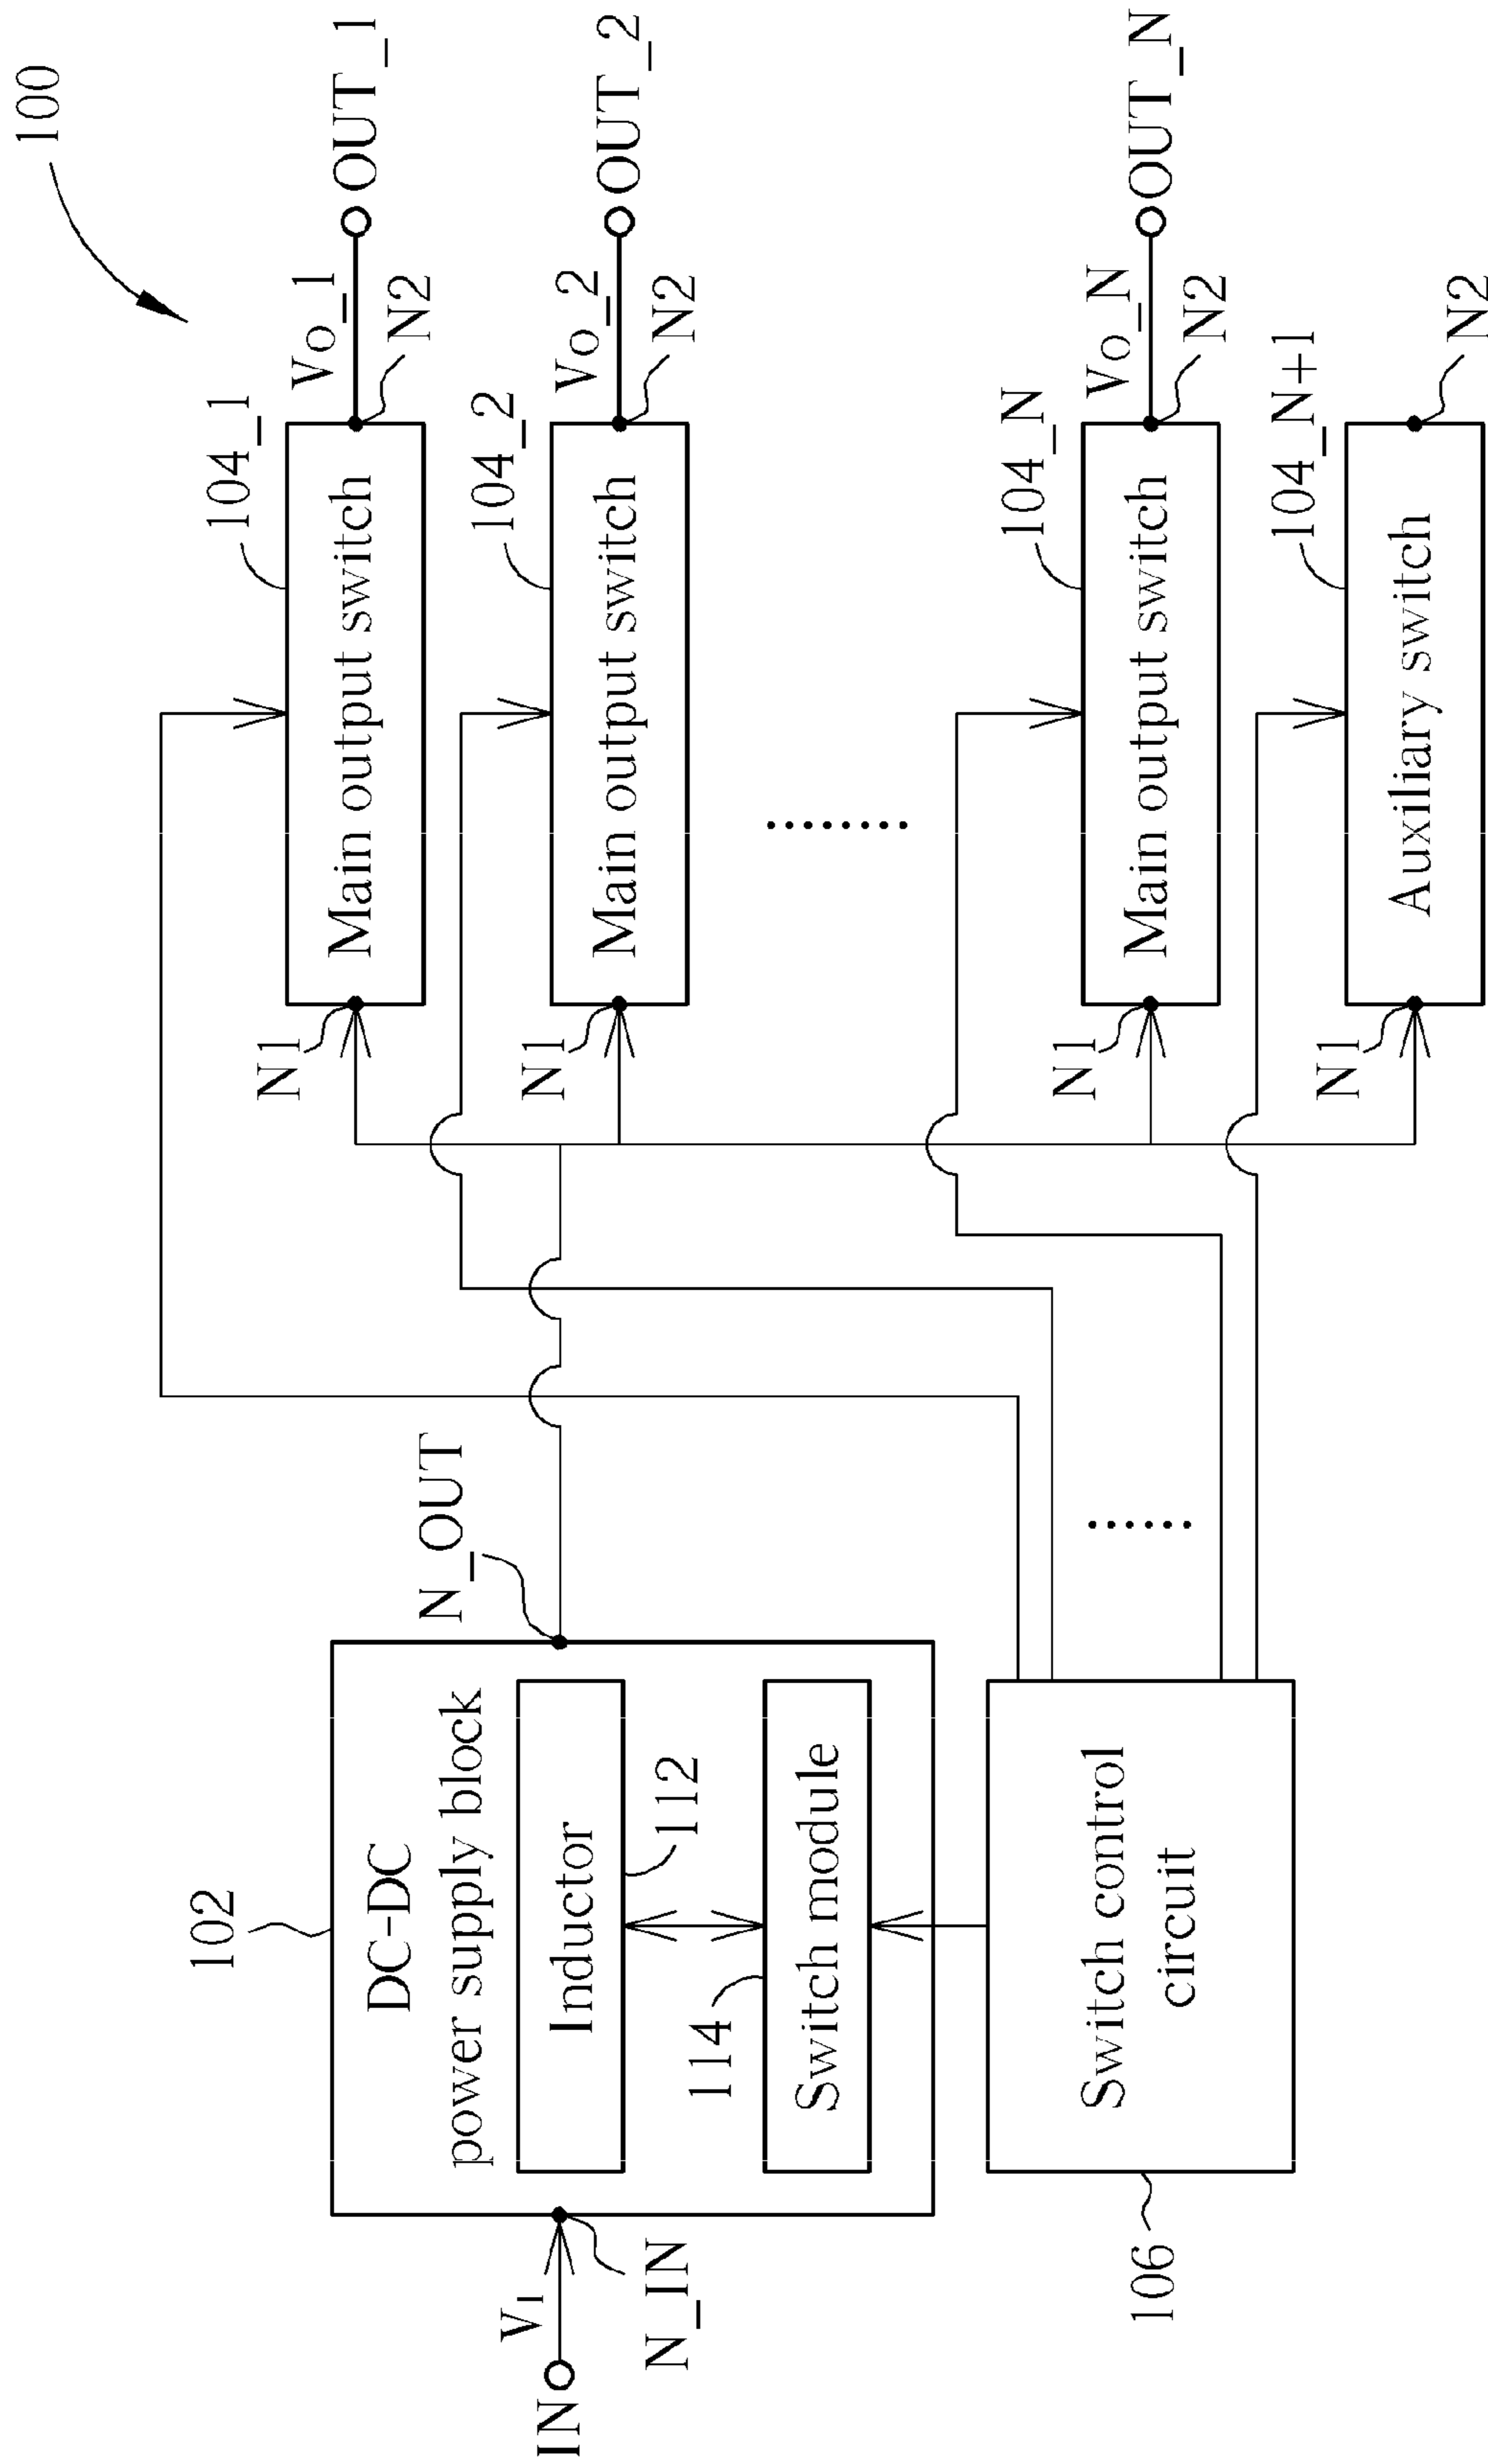 100
102
DC-DC
power supply block
Inductor
112
114
Switch module
IN
VI
N_IN
N_OUT
Switch control
circuit
106
104_1
Main output switch
N1
N2
Vo_1
OUT_1
104_2
Main output switch
N1
N2
Vo_2
OUT_2
104_N
Main output switch
N1
N2
Vo_N
OUT_N
104_N+1
Auxiliary switch
N1
N2